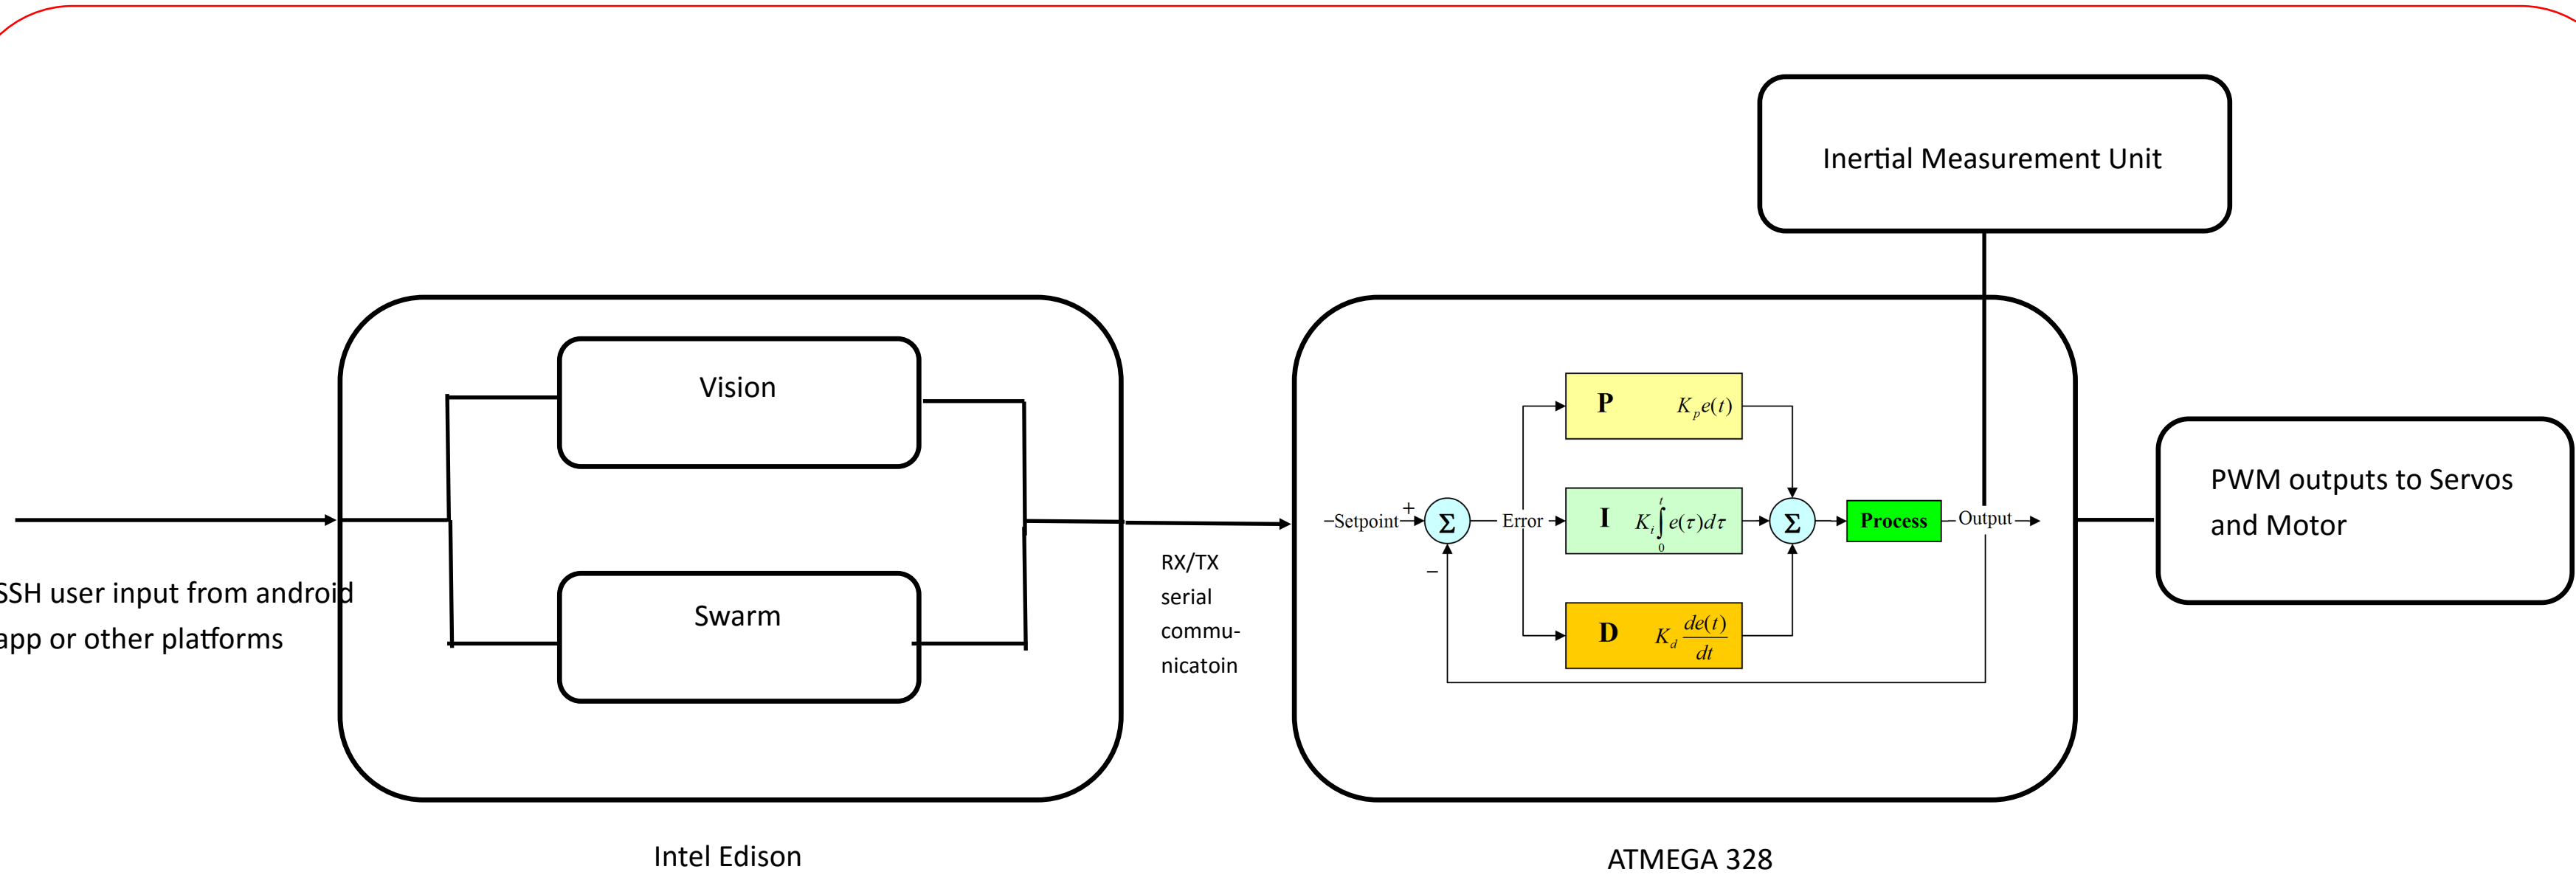 Inertial Measurement Unit
Vision
Swarm
SSH user input from android
app or other platforms
RX/TX
serial
commu-
nicatoin
P K_p e(t)
I K_i ∫_0^t e(τ)dτ
D K_d de(t)/dt
–Setpoint
+
Σ
–
Error
Σ
Process
Output
PWM outputs to Servos
and Motor
Intel Edison
ATMEGA 328